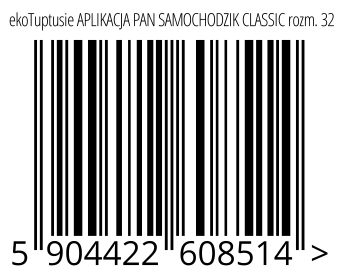 ekoTuptusie APLIKACJA PAN SAMOCHODZIK CLASSIC rozm. 32
5 904422 608514 >